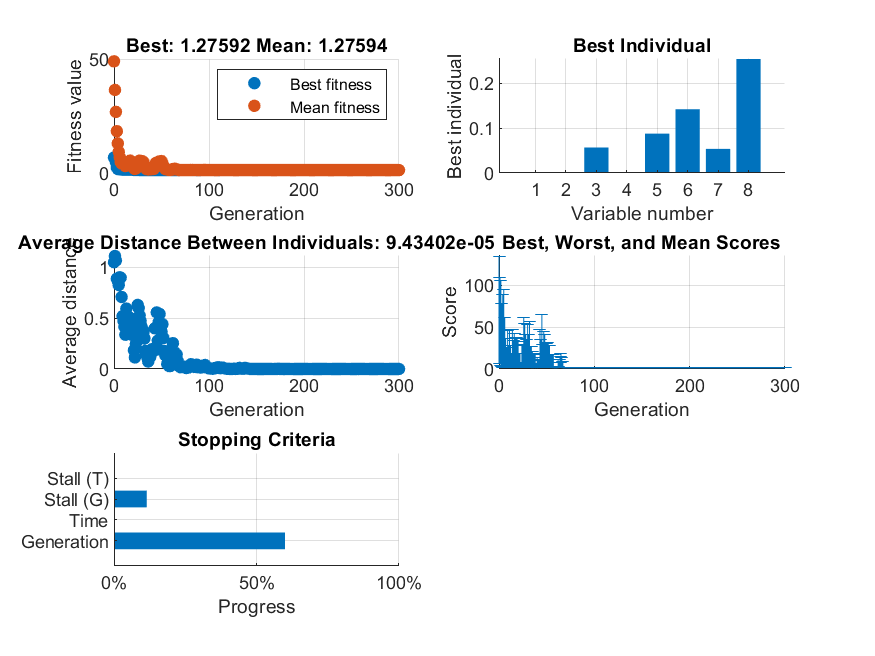 Best: 1.27592 Mean: 1.27594
Fitness value
50
0
Best fitness
Mean fitness
0 100 200 300
Generation
Best Individual
Best individual
0.2
0.1
0
1 2 3 4 5 6 7 8
Variable number
Average Distance Between Individuals: 9.43402e-05
Average distance
1
0.5
0
0 100 200 300
Generation
Best, Worst, and Mean Scores
Score
100
50
0
0 100 200 300
Generation
Stopping Criteria
Stall (T)
Stall (G)
Time
Generation
0% 50% 100%
Progress